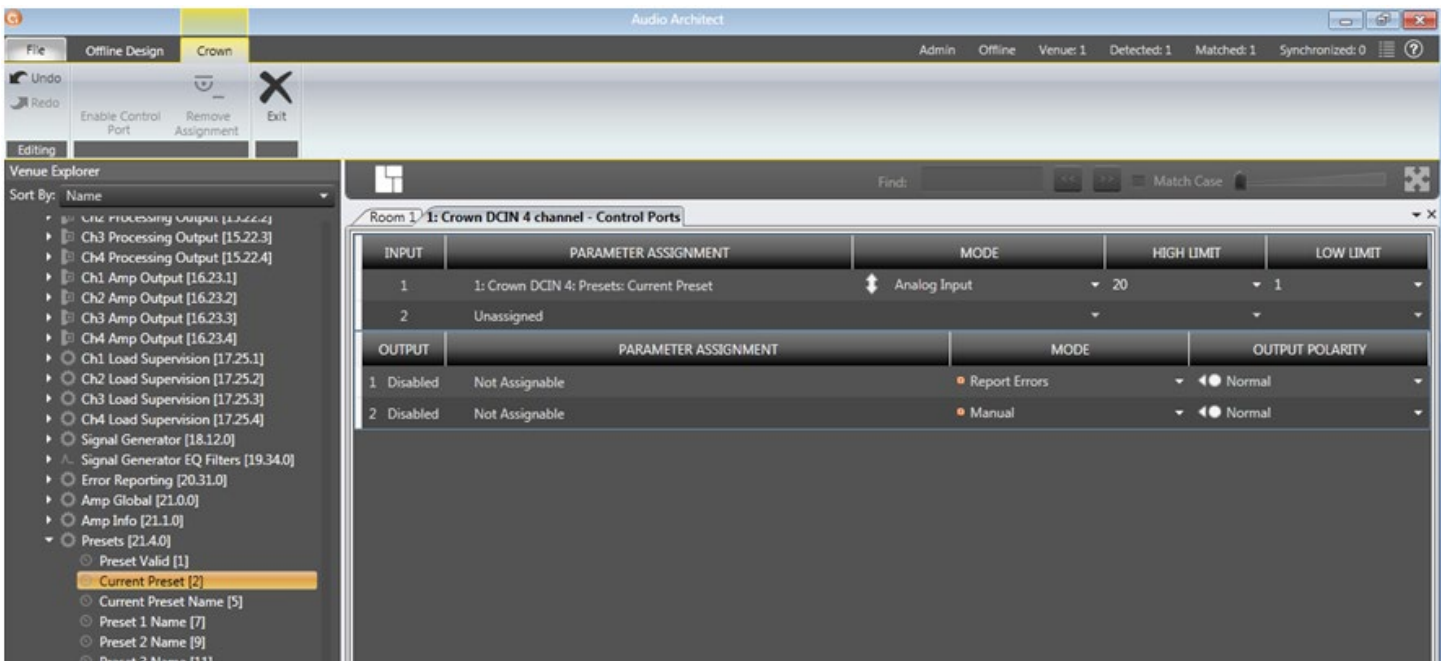 Audio Architect
File Offline Design Crown Admin Offline Venue: 1 Detected: 1 Matched: 1 Synchronized: 0 ?
Undo
Redo
Enable Control Port
Remove Assignment
Exit
Editing
Venue Explorer
Sort By: Name
Find: << >> Match Case
Ch2 Processing Output [15.22.2]
Ch3 Processing Output [15.22.3]
Ch4 Processing Output [15.22.4]
Ch1 Amp Output [16.23.1]
Ch2 Amp Output [16.23.2]
Ch3 Amp Output [16.23.3]
Ch4 Amp Output [16.23.4]
Ch1 Load Supervision [17.25.1]
Ch2 Load Supervision [17.25.2]
Ch3 Load Supervision [17.25.3]
Ch4 Load Supervision [17.25.4]
Signal Generator [18.12.0]
Signal Generator EQ Filters [19.34.0]
Error Reporting [20.31.0]
Amp Global [21.0.0]
Amp Info [21.1.0]
Presets [21.4.0]
Preset Valid [1]
Current Preset [2]
Current Preset Name [5]
Preset 1 Name [7]
Preset 2 Name [9]
Preset 3 Name [11]
Room 1 1: Crown DCIN 4 channel - Control Ports
INPUT PARAMETER ASSIGNMENT MODE HIGH LIMIT LOW LIMIT
1 1: Crown DCIN 4: Presets: Current Preset Analog Input 20 1
2 Unassigned
OUTPUT PARAMETER ASSIGNMENT MODE OUTPUT POLARITY
1 Disabled Not Assignable Report Errors Normal
2 Disabled Not Assignable Manual Normal